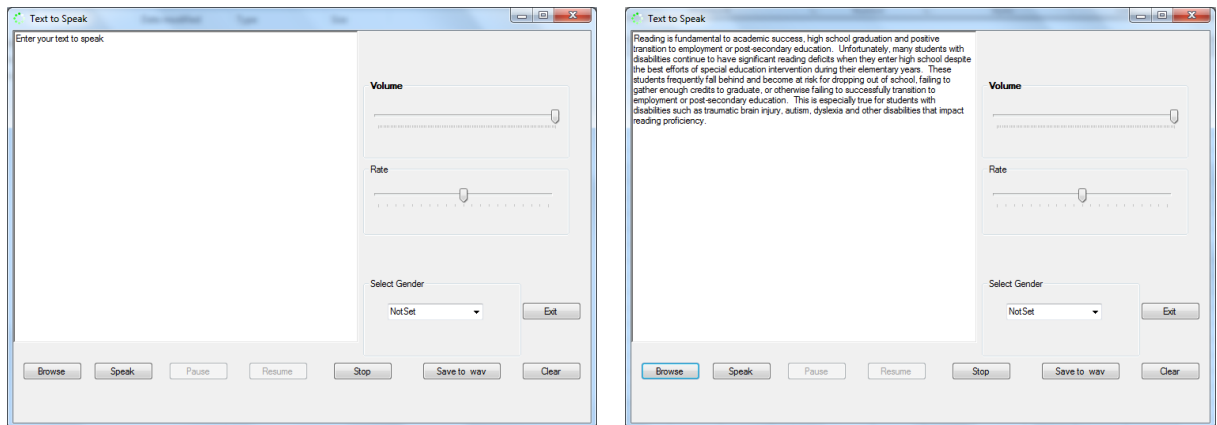 Text to Speak
Enter your text to speak
Volume
Rate
Select Gender
NotSet
Exit
Browse
Speak
Pause
Resume
Stop
Save to wav
Clear
Text to Speak
Reading is fundamental to academic success, high school graduation and positive
transition to employment or post-secondary education. Unfortunately, many students with
disabilities continue to have significant reading deficits when they enter high school despite
the best efforts of special education intervention during their elementary years. These
students frequently fall behind and become at risk for dropping out of school, failing to
gather enough credits to graduate, or otherwise failing to successfully transition to
employment or post-secondary education. This is especially true for students with
disabilities such as traumatic brain injury, autism, dyslexia and other disabilities that impact
reading proficiency.
Volume
Rate
Select Gender
NotSet
Exit
Browse
Speak
Pause
Resume
Stop
Save to wav
Clear